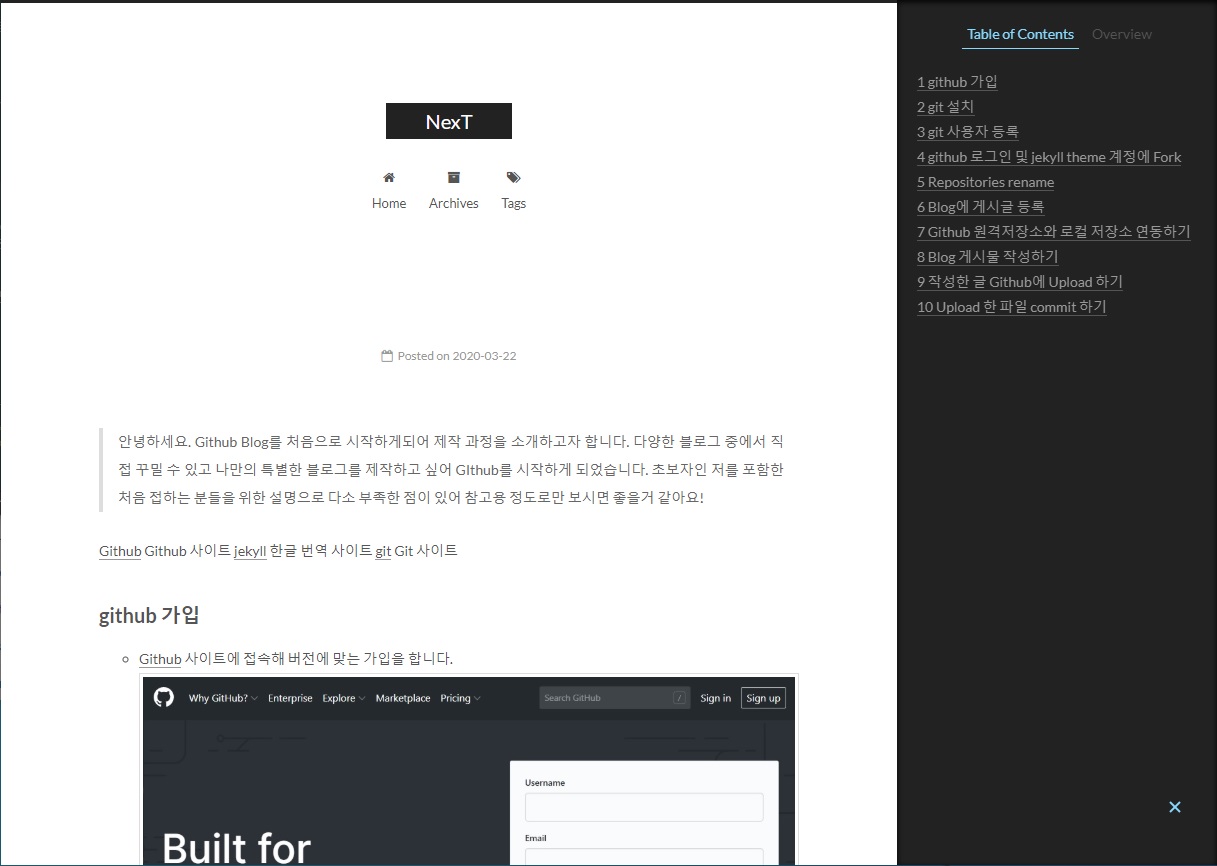 NexT
Home Archives Tags
Posted on 2020-03-22
안녕하세요. Github Blog를 처음으로 시작하게되어 제작 과정을 소개하고자 합니다. 다양한 블로그 중에서 직
접 꾸밀 수 있고 나만의 특별한 블로그를 제작하고 싶어 GIthub를 시작하게 되었습니다. 초보자인 저를 포함한
처음 접하는 분들을 위한 설명으로 다소 부족한 점이 있어 참고용 정도로만 보시면 좋을거 같아요!
Github Github 사이트 jekyll 한글 번역 사이트 git Git 사이트
github 가입
Github 사이트에 접속해 버전에 맞는 가입을 합니다.
Why GitHub? Enterprise Explore Marketplace Pricing Search GitHub / Sign in Sign up
Built for
Username
Email
Table of Contents Overview
1 github 가입
2 git 설치
3 git 사용자 등록
4 github 로그인 및 jekyll theme 계정에 Fork
5 Repositories rename
6 Blog에 게시글 등록
7 Github 원격저장소와 로컬 저장소 연동하기
8 Blog 게시물 작성하기
9 작성한 글 Github에 Upload 하기
10 Upload 한 파일 commit 하기